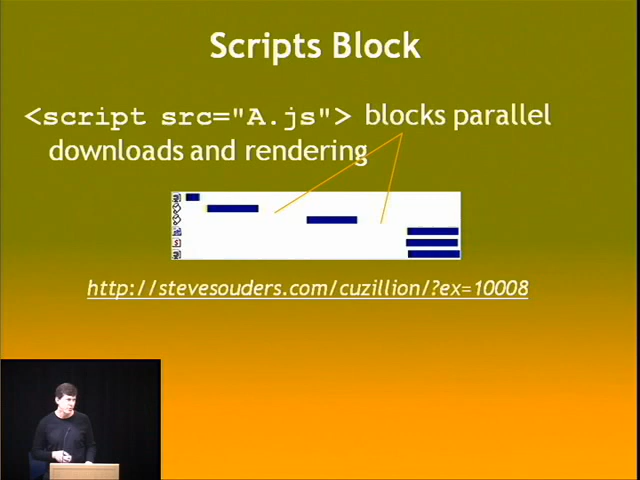 Scripts Block
<script src="A.js"> blocks parallel
downloads and rendering
http://stevesouders.com/cuzillion/?ex=10008